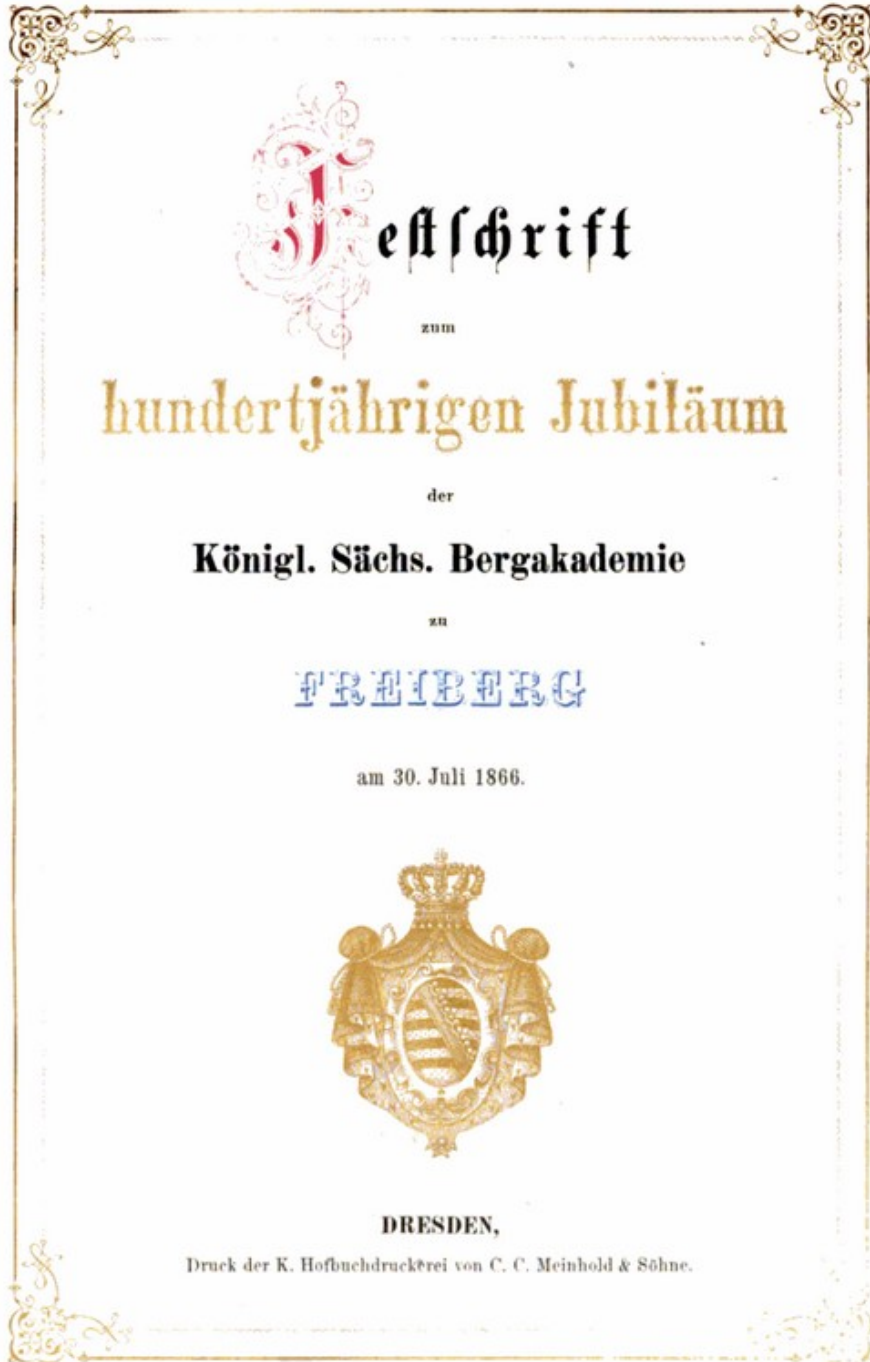 Festschrift
zum
hundertjährigen Jubiläum
der
Königl. Sächs. Bergakademie
zu
FREIBERG
am 30. Juli 1866.
DRESDEN,
Druck der K. Hofbuchdruckerei von C. C. Meinhold & Söhne.